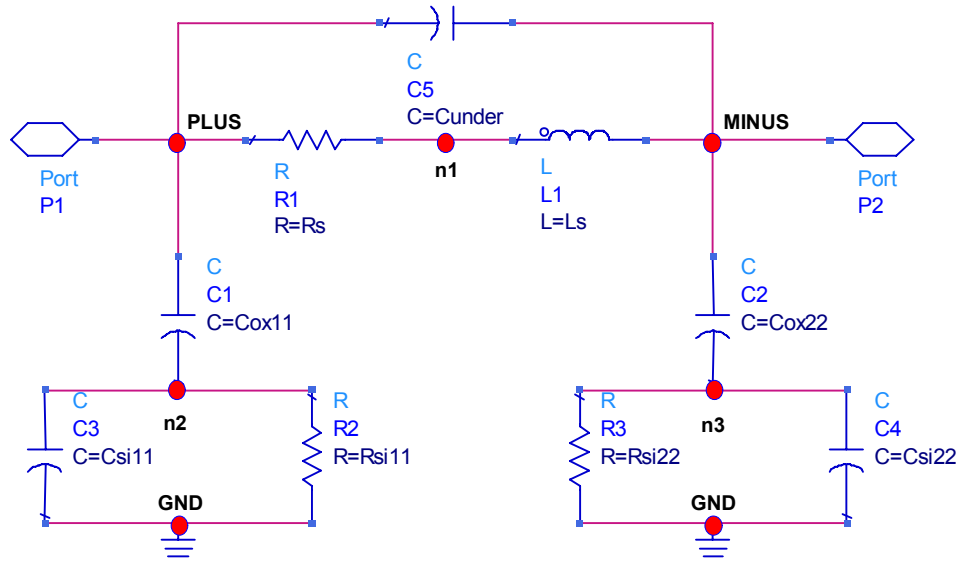 C
C5
C=Cunder
PLUS
MINUS
n1
Port
P1
R
R1
R=Rs
L
L1
L=Ls
Port
P2
C
C1
C=Cox11
C
C2
C=Cox22
C
C3
C=Csi11
n2
R
R2
R=Rsi11
R
R3
R=Rsi22
n3
C
C4
C=Csi22
GND
GND